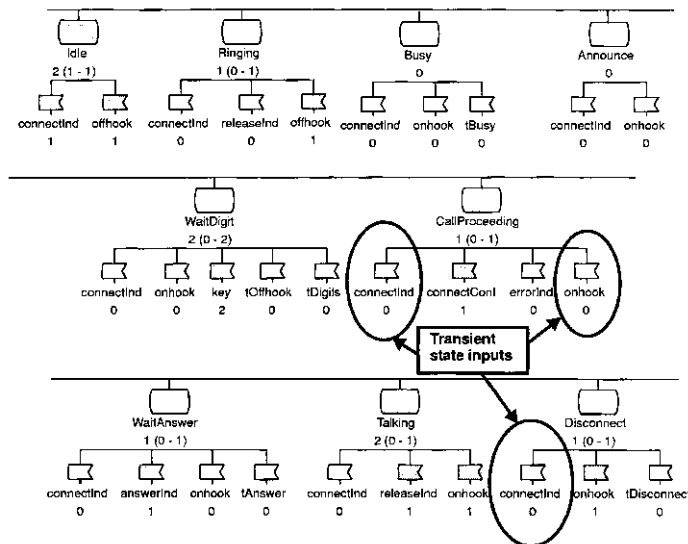 Idle Ringing Busy Announce
2 (1 - 1) 1 (0 - 1) 0 0
connectInd offhook connectInd releaseInd offhook connectInd onhook tBusy connectInd onhook
1 1 0 0 1 0 0 0 0 0
WaitDigit CallProceeding
2 (0 - 2) 1 (0 - 1)
connectInd onhook key tOffhook tDigits connectInd connectConf errorInd onhook
0 0 2 0 0 0 1 0 0
Transient
state inputs
WaitAnswer Talking Disconnect
1 (0 - 1) 2 (0 - 1) 1 (0 - 1)
connectInd answerInd onhook tAnswer connectInd releaseInd onhook connectInd onhook tDisconnect
0 1 0 0 0 1 1 0 1 0